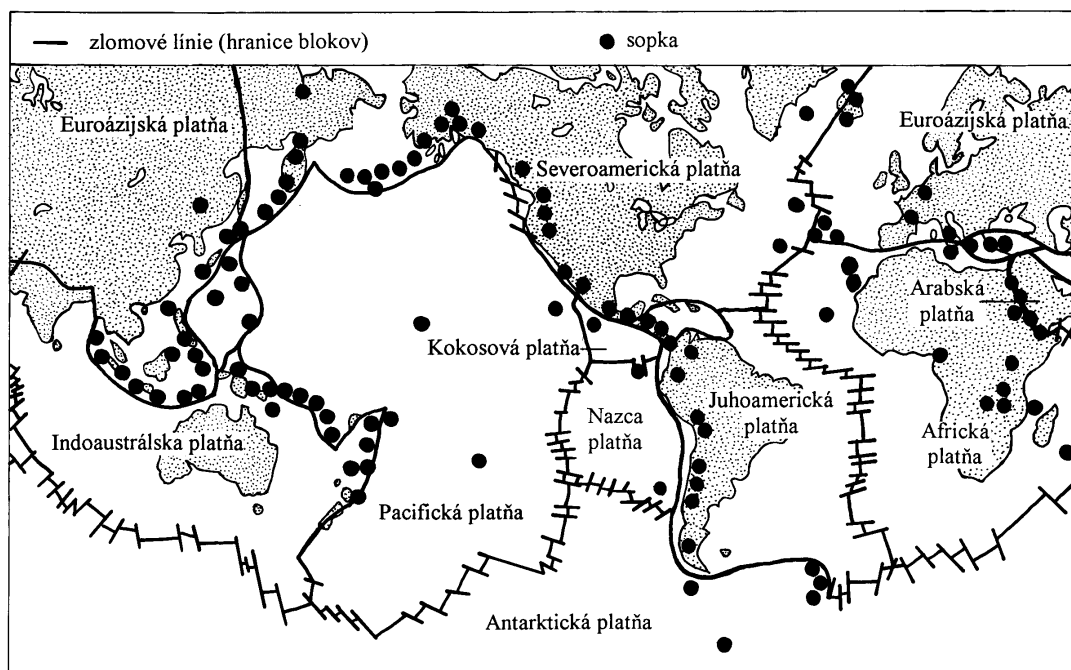 zlomové línie (hranice blokov)
sopka
Euroázijská platňa
Severoamerická platňa
Euroázijská platňa
Arabská
platňa
Kokosová platňa
Nazca
platňa
Juhoamerická
platňa
Africká
platňa
Indoaustrálska platňa
Pacifická platňa
Antarktická platňa